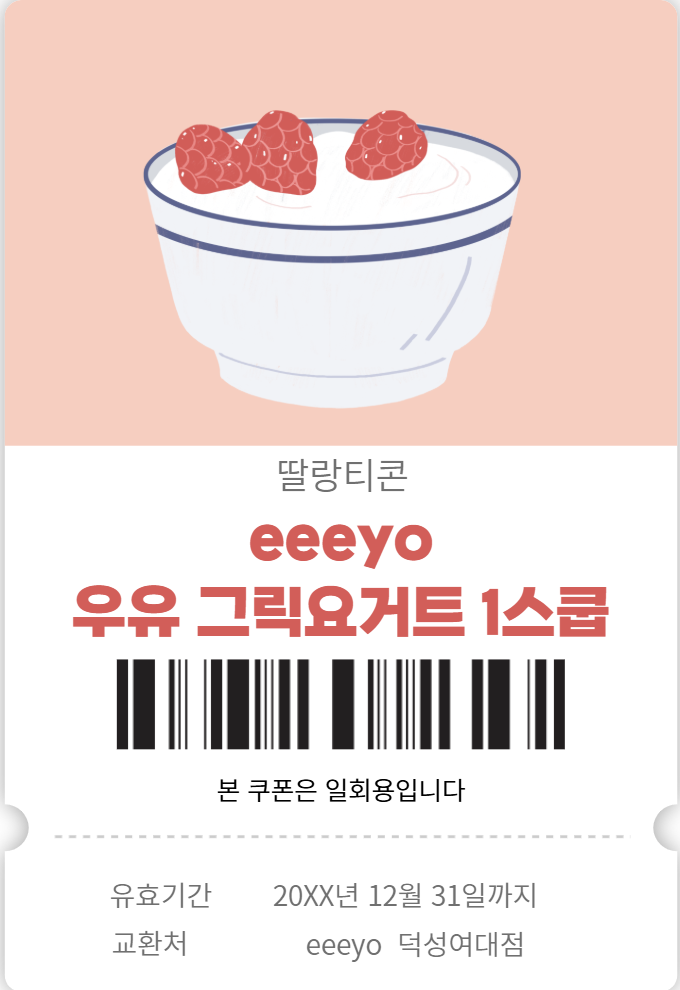 딸랑티콘
eeeyo
우유 그릭요거트 1스쿱
본 쿠폰은 일회용입니다
유효기간 20XX년 12월 31일까지
교환처 eeeyo 덕성여대점